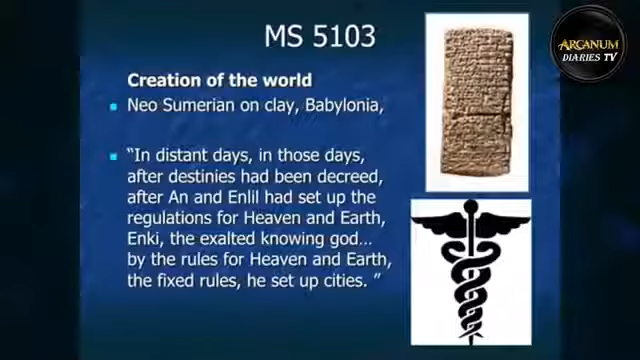 MS 5103
ARCANUM
DIARIES TV
Creation of the world
Neo Sumerian on clay, Babylonia,
“In distant days, in those days,
after destinies had been decreed,
after An and Enlil had set up the
regulations for Heaven and Earth,
Enki, the exalted knowing god...
by the rules for Heaven and Earth,
the fixed rules, he set up cities. ”